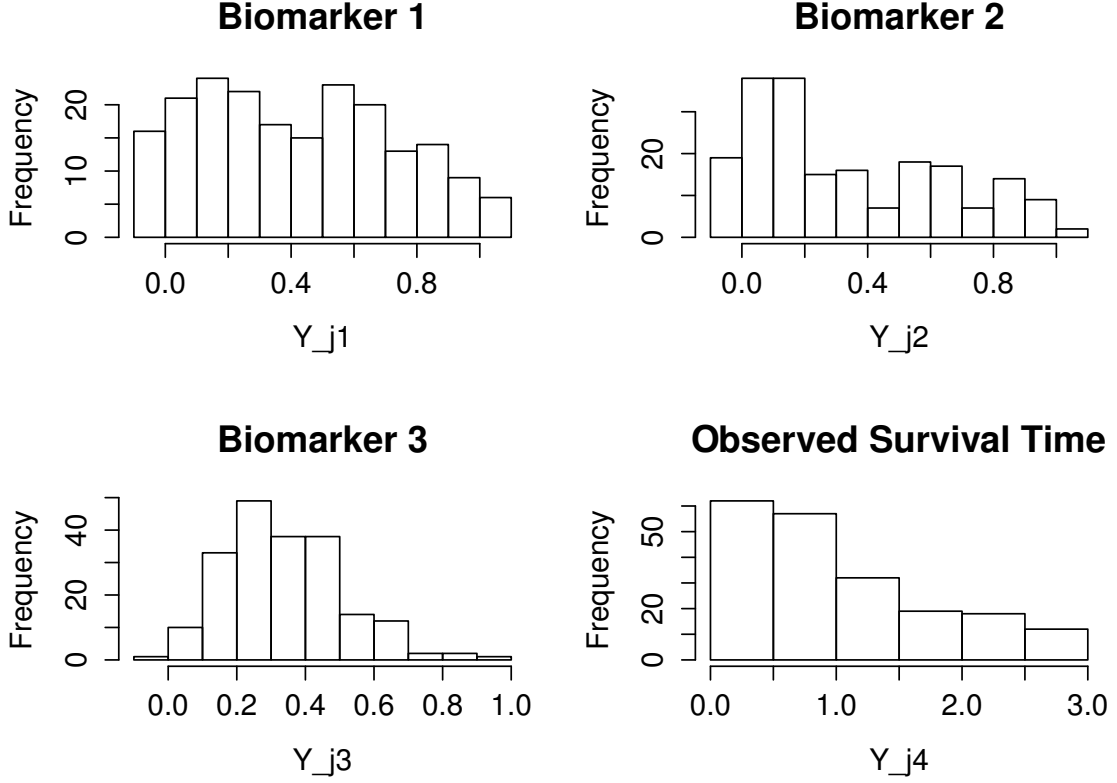 Biomarker 1
Frequency
0 10 20
0.0 0.4 0.8
Y_j1
Biomarker 2
Frequency
0 20
0.0 0.4 0.8
Y_j2
Biomarker 3
Frequency
0 20 40
0.0 0.2 0.4 0.6 0.8 1.0
Y_j3
Observed Survival Time
Frequency
0 20 50
0.0 1.0 2.0 3.0
Y_j4